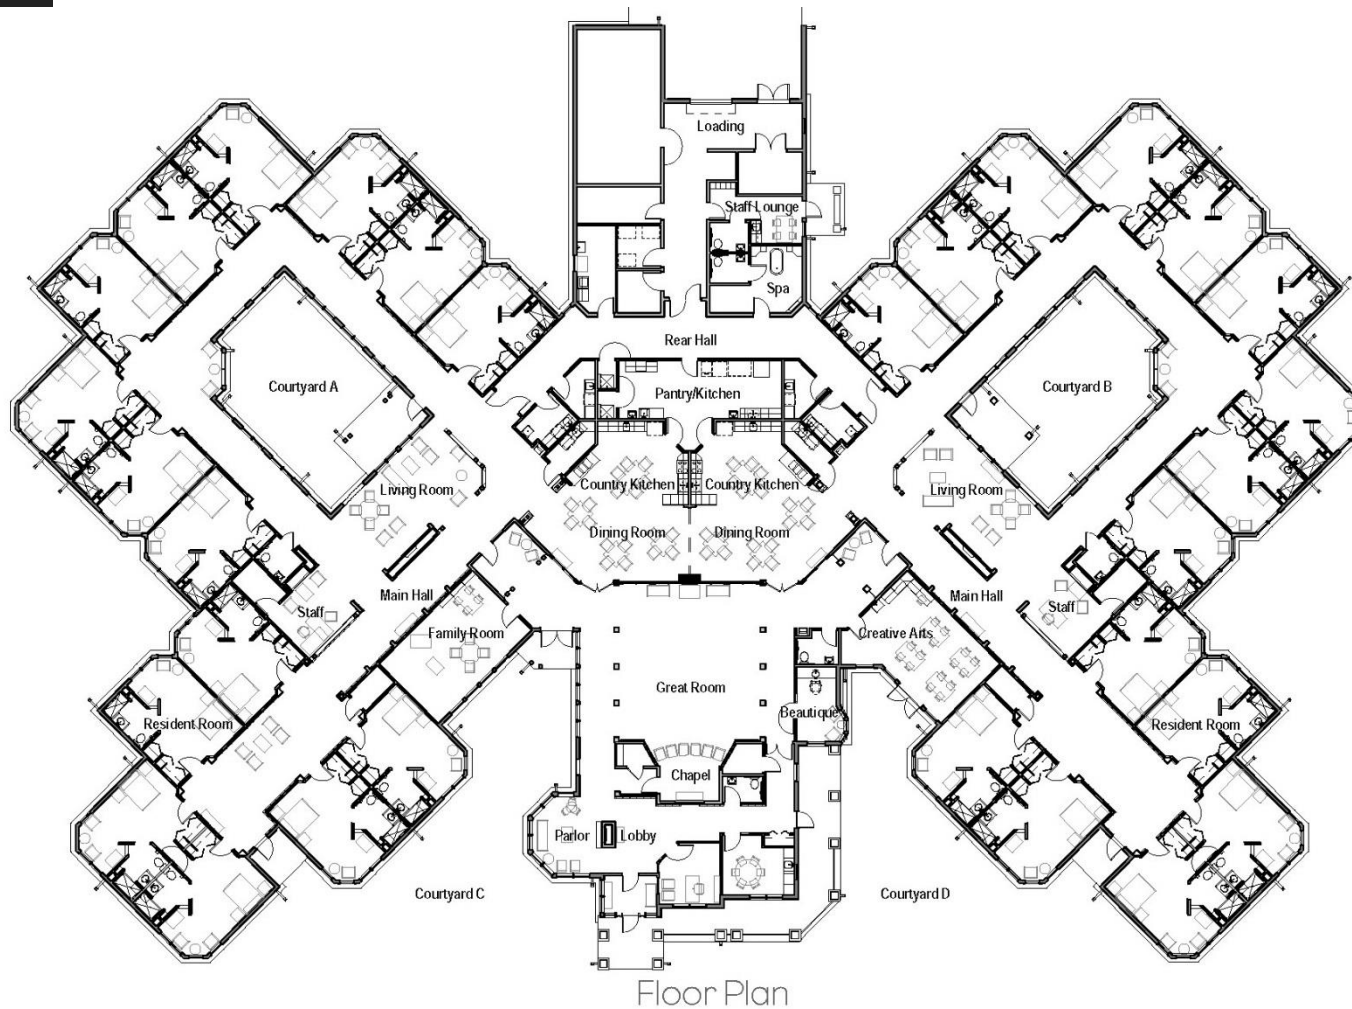 Loading
Staff Lounge
Spa
Rear Hall
Courtyard A
Pantry/Kitchen
Courtyard B
Living Room
Country Kitchen
Country Kitchen
Living Room
Dining Room
Dining Room
Main Hall
Main Hall
Staff
Staff
Family Room
Creative Arts
Great Room
Resident Room
Beautique
Resident Room
Chapel
Parlor
Lobby
Courtyard C
Courtyard D
Floor Plan